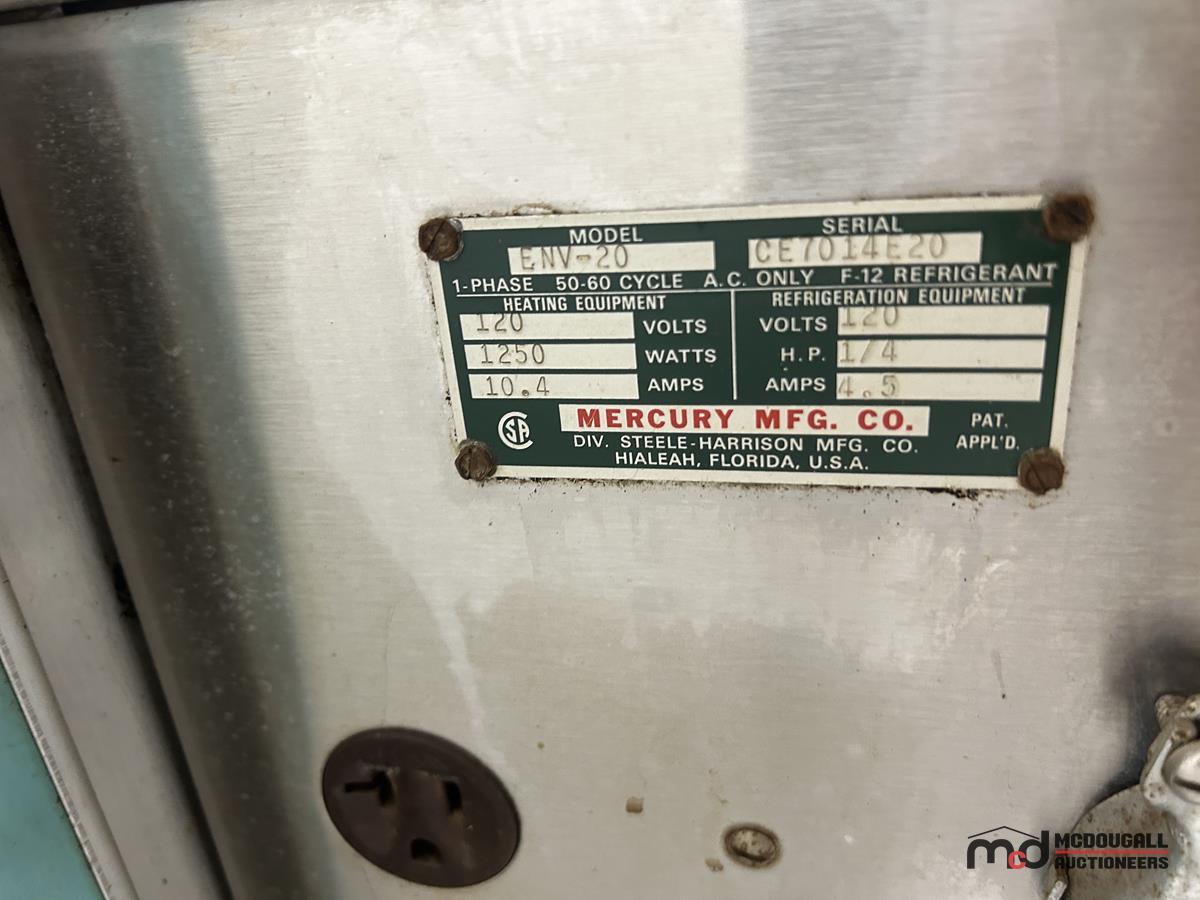 MODEL SERIAL
ENV-20 CE7014E20
1-PHASE 50-60 CYCLE A.C. ONLY F-12 REFRIGERANT
HEATING EQUIPMENT REFRIGERATION EQUIPMENT
120 VOLTS VOLTS 120
1250 WATTS H.P. 1/4
10.4 AMPS AMPS 4.5
SA MERCURY MFG. CO. PAT.
DIV. STEELE-HARRISON MFG. CO. APPL'D.
HIALEAH, FLORIDA, U.S.A.
mcd MCDOUGALL
AUCTIONEERS